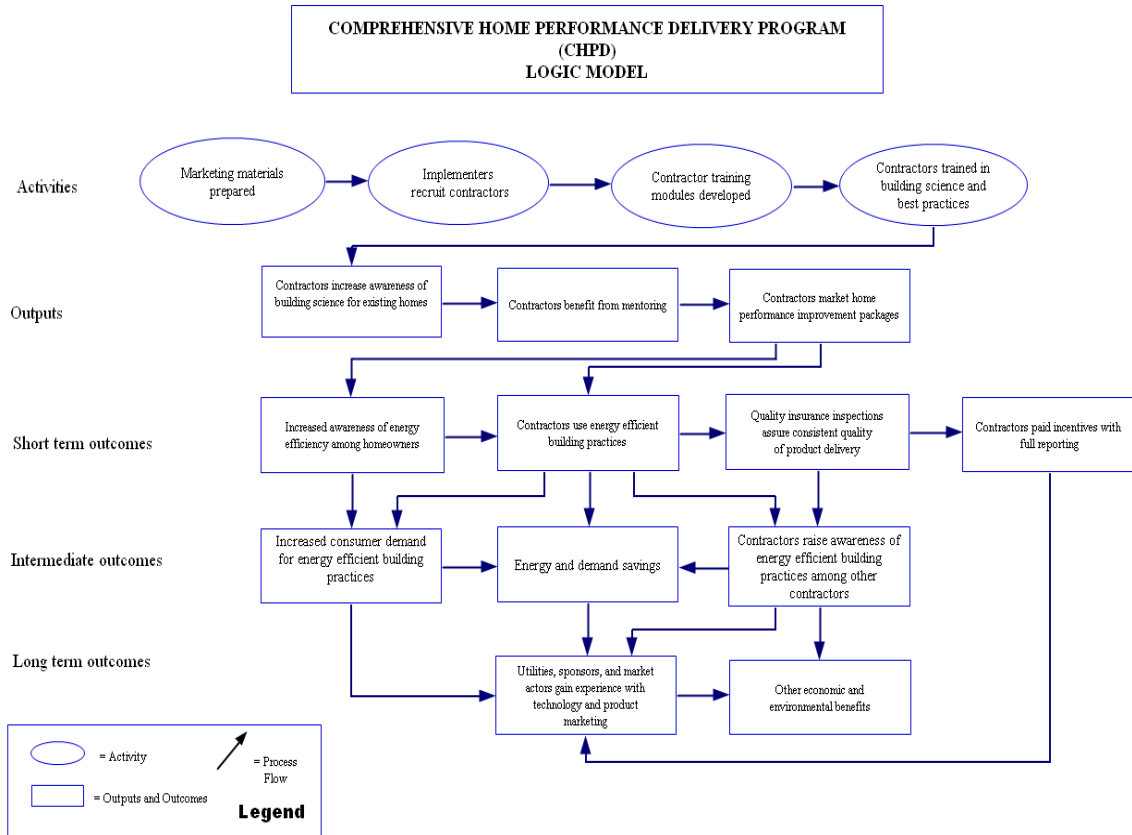 COMPREHENSIVE HOME PERFORMANCE DELIVERY PROGRAM
(CHPD)
LOGIC MODEL
Activities
Marketing materials
prepared
Implementers
recruit contractors
Contractor training
modules developed
Contractors trained in
building science and
best practices
Outputs
Contractors increase awareness of
building science for existing homes
Contractors benefit from mentoring
Contractors market home
performance improvement packages
Short term outcomes
Increased awareness of energy
efficiency among homeowners
Contractors use energy efficient
building practices
Quality insurance inspections
assure consistent quality
of product delivery
Contractors paid incentives with
full reporting
Intermediate outcomes
Increased consumer demand
for energy efficient building
practices
Energy and demand savings
Contractors raise awareness of
energy efficient building
practices among other
contractors
Long term outcomes
Utilities, sponsors, and market
actors gain experience with
technology and product
marketing
Other economic and
environmental benefits
= Activity
= Process
Flow
= Outputs and Outcomes
Legend